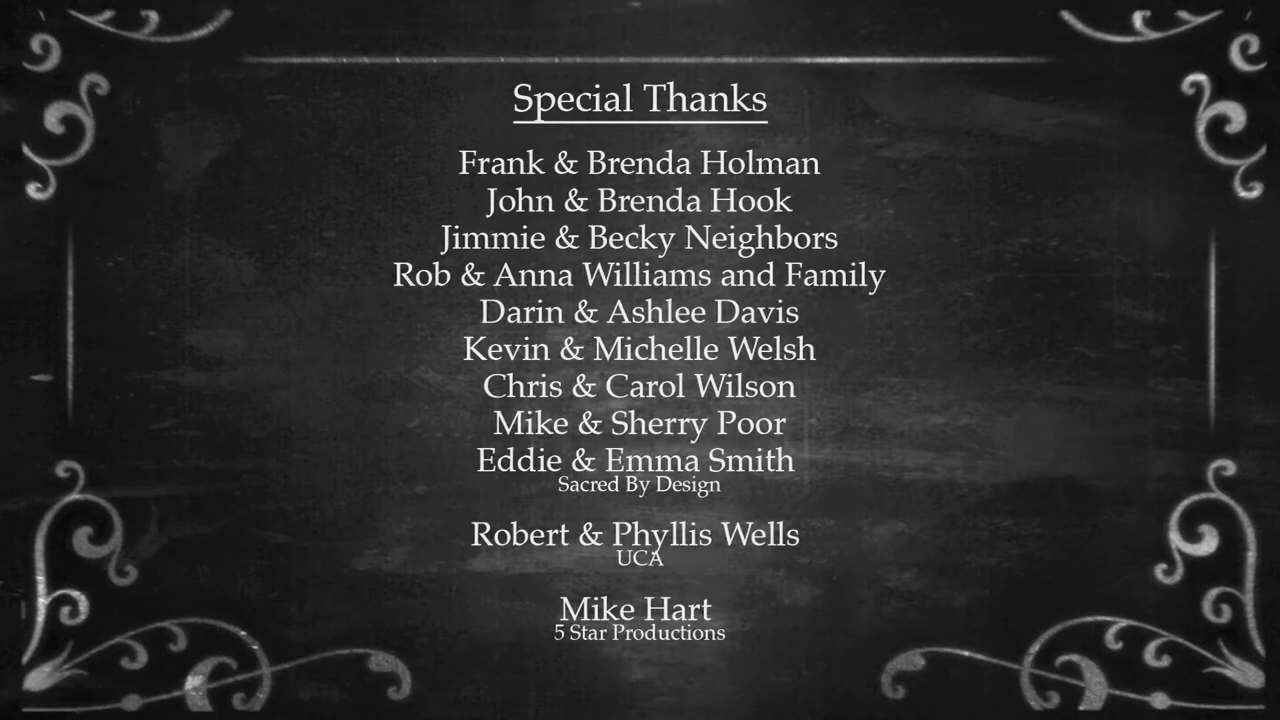 Special Thanks
Frank & Brenda Holman
John & Brenda Hook
Jimmie & Becky Neighbors
Rob & Anna Williams and Family
Darin & Ashlee Davis
Kevin & Michelle Welsh
Chris & Carol Wilson
Mike & Sherry Poor
Eddie & Emma Smith
Sacred By Design
Robert & Phyllis Wells
UCA
Mike Hart
5 Star Productions